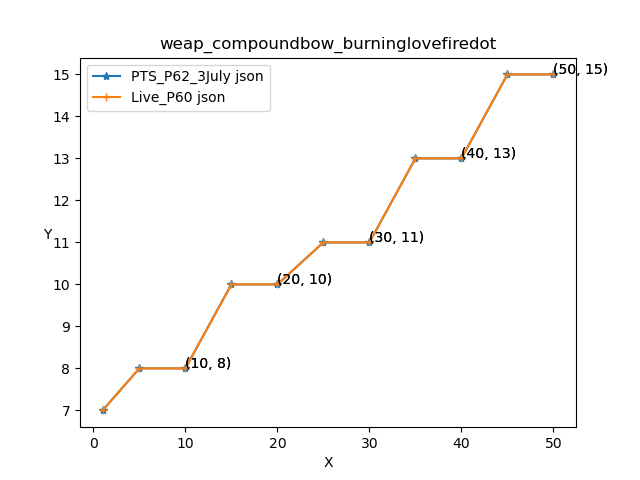 weap_compoundbow_burninglovefiredot
PTS_P62_3July json
Live_P60 json
(50, 15)
(40, 13)
(30, 11)
(20, 10)
(10, 8)
Y
15
14
13
12
11
10
9
8
7
0 10 20 30 40 50
X